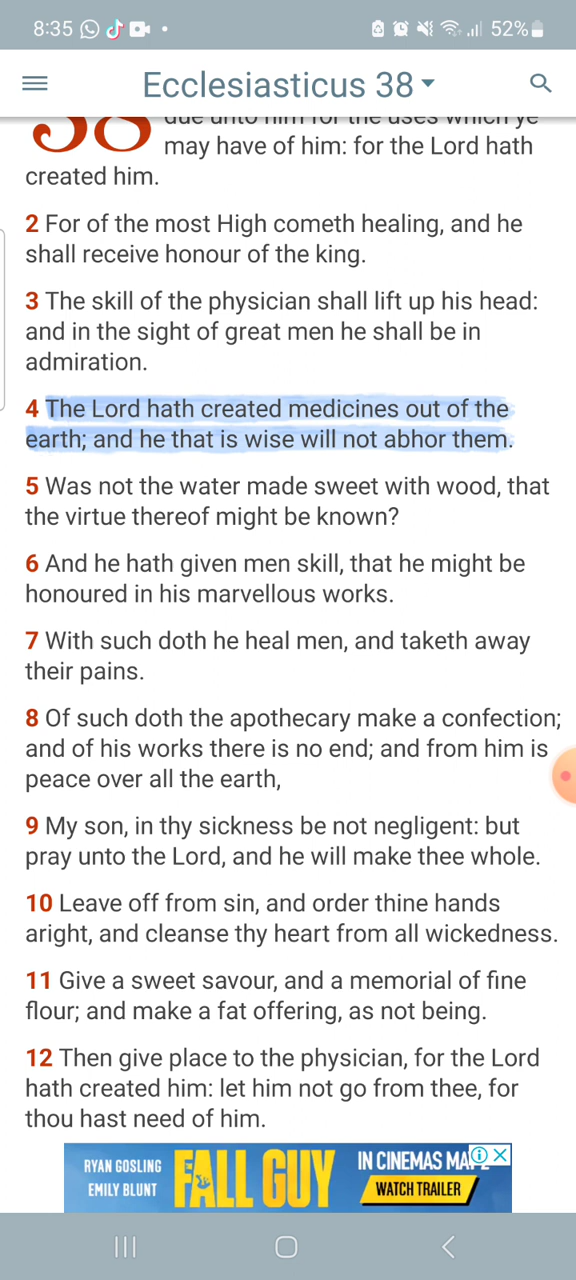 8:35 52%
Ecclesiasticus 38
38 due unto him for the uses which ye
may have of him: for the Lord hath
created him.
2 For of the most High cometh healing, and he
shall receive honour of the king.
3 The skill of the physician shall lift up his head:
and in the sight of great men he shall be in
admiration.
4 The Lord hath created medicines out of the
earth; and he that is wise will not abhor them.
5 Was not the water made sweet with wood, that
the virtue thereof might be known?
6 And he hath given men skill, that he might be
honoured in his marvellous works.
7 With such doth he heal men, and taketh away
their pains.
8 Of such doth the apothecary make a confection;
and of his works there is no end; and from him is
peace over all the earth,
9 My son, in thy sickness be not negligent: but
pray unto the Lord, and he will make thee whole.
10 Leave off from sin, and order thine hands
aright, and cleanse thy heart from all wickedness.
11 Give a sweet savour, and a memorial of fine
flour; and make a fat offering, as not being.
12 Then give place to the physician, for the Lord
hath created him: let him not go from thee, for
thou hast need of him.
RYAN GOSLING
EMILY BLUNT
FALL GUY
IN CINEMAS
WATCH TRAILER